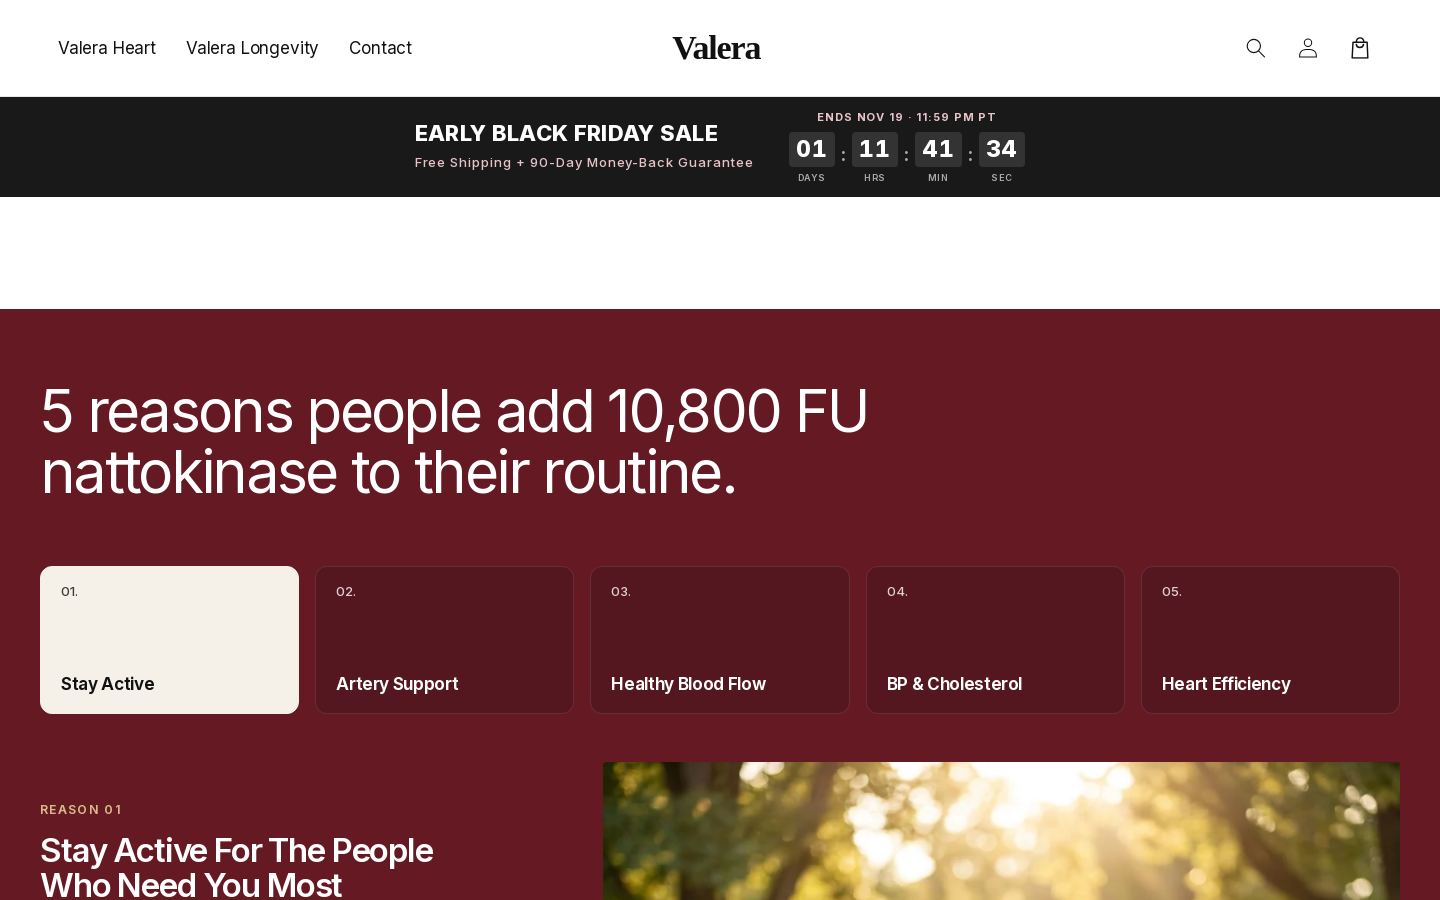 Valera Heart
Valera Longevity
Contact
Valera
EARLY BLACK FRIDAY SALE
Free Shipping + 90-Day Money-Back Guarantee
ENDS NOV 19 · 11:59 PM PT
01 : 11 : 41 : 34
DAYS HRS MIN SEC
5 reasons people add 10,800 FU
nattokinase to their routine.
01.
Stay Active
02.
Artery Support
03.
Healthy Blood Flow
04.
BP & Cholesterol
05.
Heart Efficiency
REASON 01
Stay Active For The People
Who Need You Most